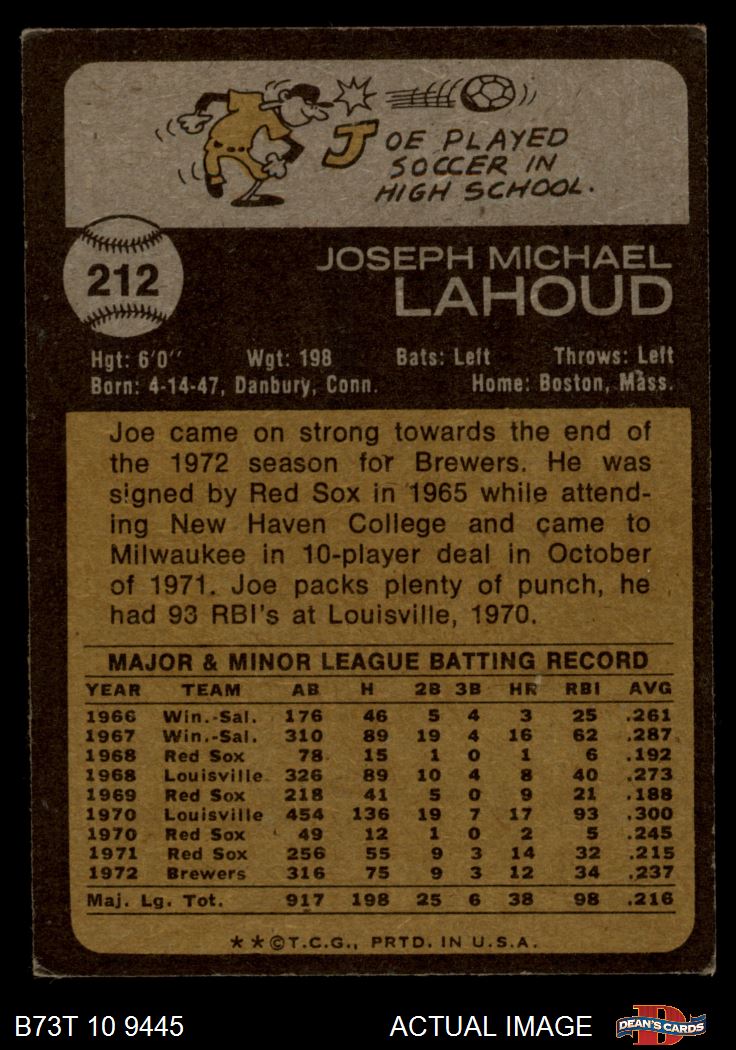 JOE PLAYED
SOCCER IN
HIGH SCHOOL.
212
JOSEPH MICHAEL
LAHOUD
Hgt: 6'0" Wgt: 198 Bats: Left Throws: Left
Born: 4-14-47, Danbury, Conn. Home: Boston, Mass.
Joe came on strong towards the end of
the 1972 season for Brewers. He was
signed by Red Sox in 1965 while attend-
ing New Haven College and came to
Milwaukee in 10-player deal in October
of 1971. Joe packs plenty of punch, he
had 93 RBI's at Louisville, 1970.
MAJOR & MINOR LEAGUE BATTING RECORD
YEAR TEAM AB H 2B 3B HR RBI AVG
1966 Win.-Sal. 176 46 5 4 3 25 .261
1967 Win.-Sal. 310 89 19 4 16 62 .287
1968 Red Sox 78 15 1 0 1 6 .192
1968 Louisville 326 89 10 4 8 40 .273
1969 Red Sox 218 41 5 0 9 21 .188
1970 Louisville 454 136 19 7 17 93 .300
1970 Red Sox 49 12 1 0 2 5 .245
1971 Red Sox 256 55 9 3 14 32 .215
1972 Brewers 316 75 9 3 12 34 .237
Maj. Lg. Tot. 917 198 25 6 38 98 .216
★★©T.C.G., PRTD. IN U.S.A.
B73T 10 9445 ACTUAL IMAGE D DEAN'S CARDS